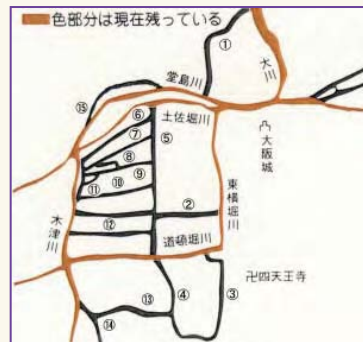 色部分は現在残っている
①
大川
堂島川
⑮
⑥
土佐堀川
凸大阪城
⑦
⑤
⑧
⑨
⑪
⑩
東横堀川
②
木津川
⑫
道頓堀川
卍四天王寺
⑬
④
③
⑭